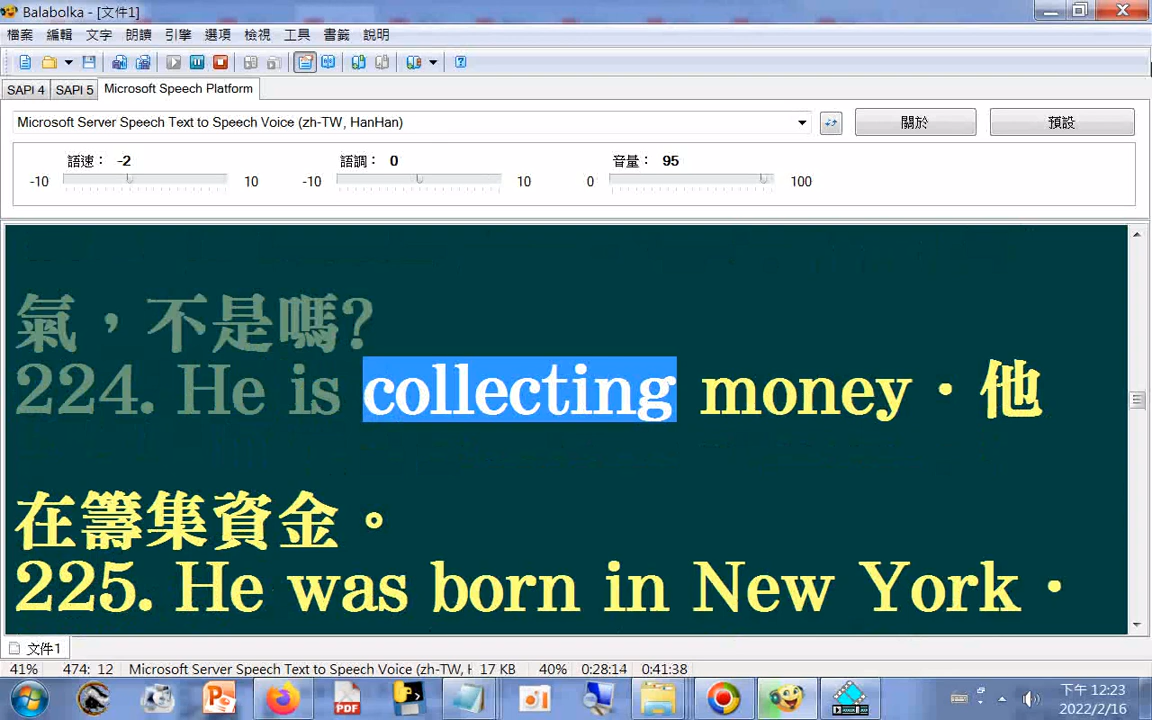 Balabolka - [文件1]
檔案 編輯 文字 朗讀 引擎 選項 檢視 工具 書籤 說明
SAPI 4 SAPI 5 Microsoft Speech Platform
Microsoft Server Speech Text to Speech Voice (zh-TW, HanHan) 關於 預設
語速: -2 語調: 0 音量: 95
-10 10 -10 10 0 100
氣，不是嗎?
224. He is collecting money．他
在籌集資金。
225. He was born in New York．
文件1
41% 474: 12 Microsoft Server Speech Text to Speech Voice (zh-TW, H 17 KB 40% 0:28:14 0:41:38
PDF
下午 12:23
2022/2/16